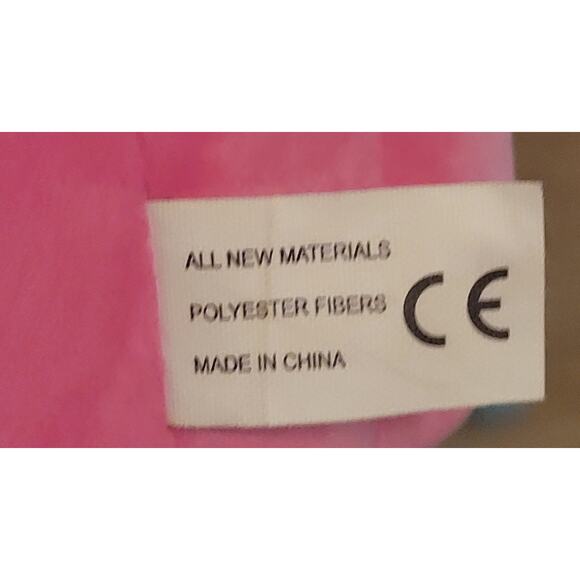 ALL NEW MATERIALS
POLYESTER FIBERS
MADE IN CHINA
CE